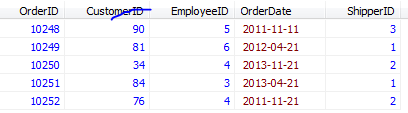 OrderID CustomerID EmployeeID OrderDate ShipperID
10248 90 5 2011-11-11 3
10249 81 6 2012-04-21 1
10250 34 4 2013-11-21 2
10251 84 3 2013-04-21 1
10252 76 4 2011-11-21 2